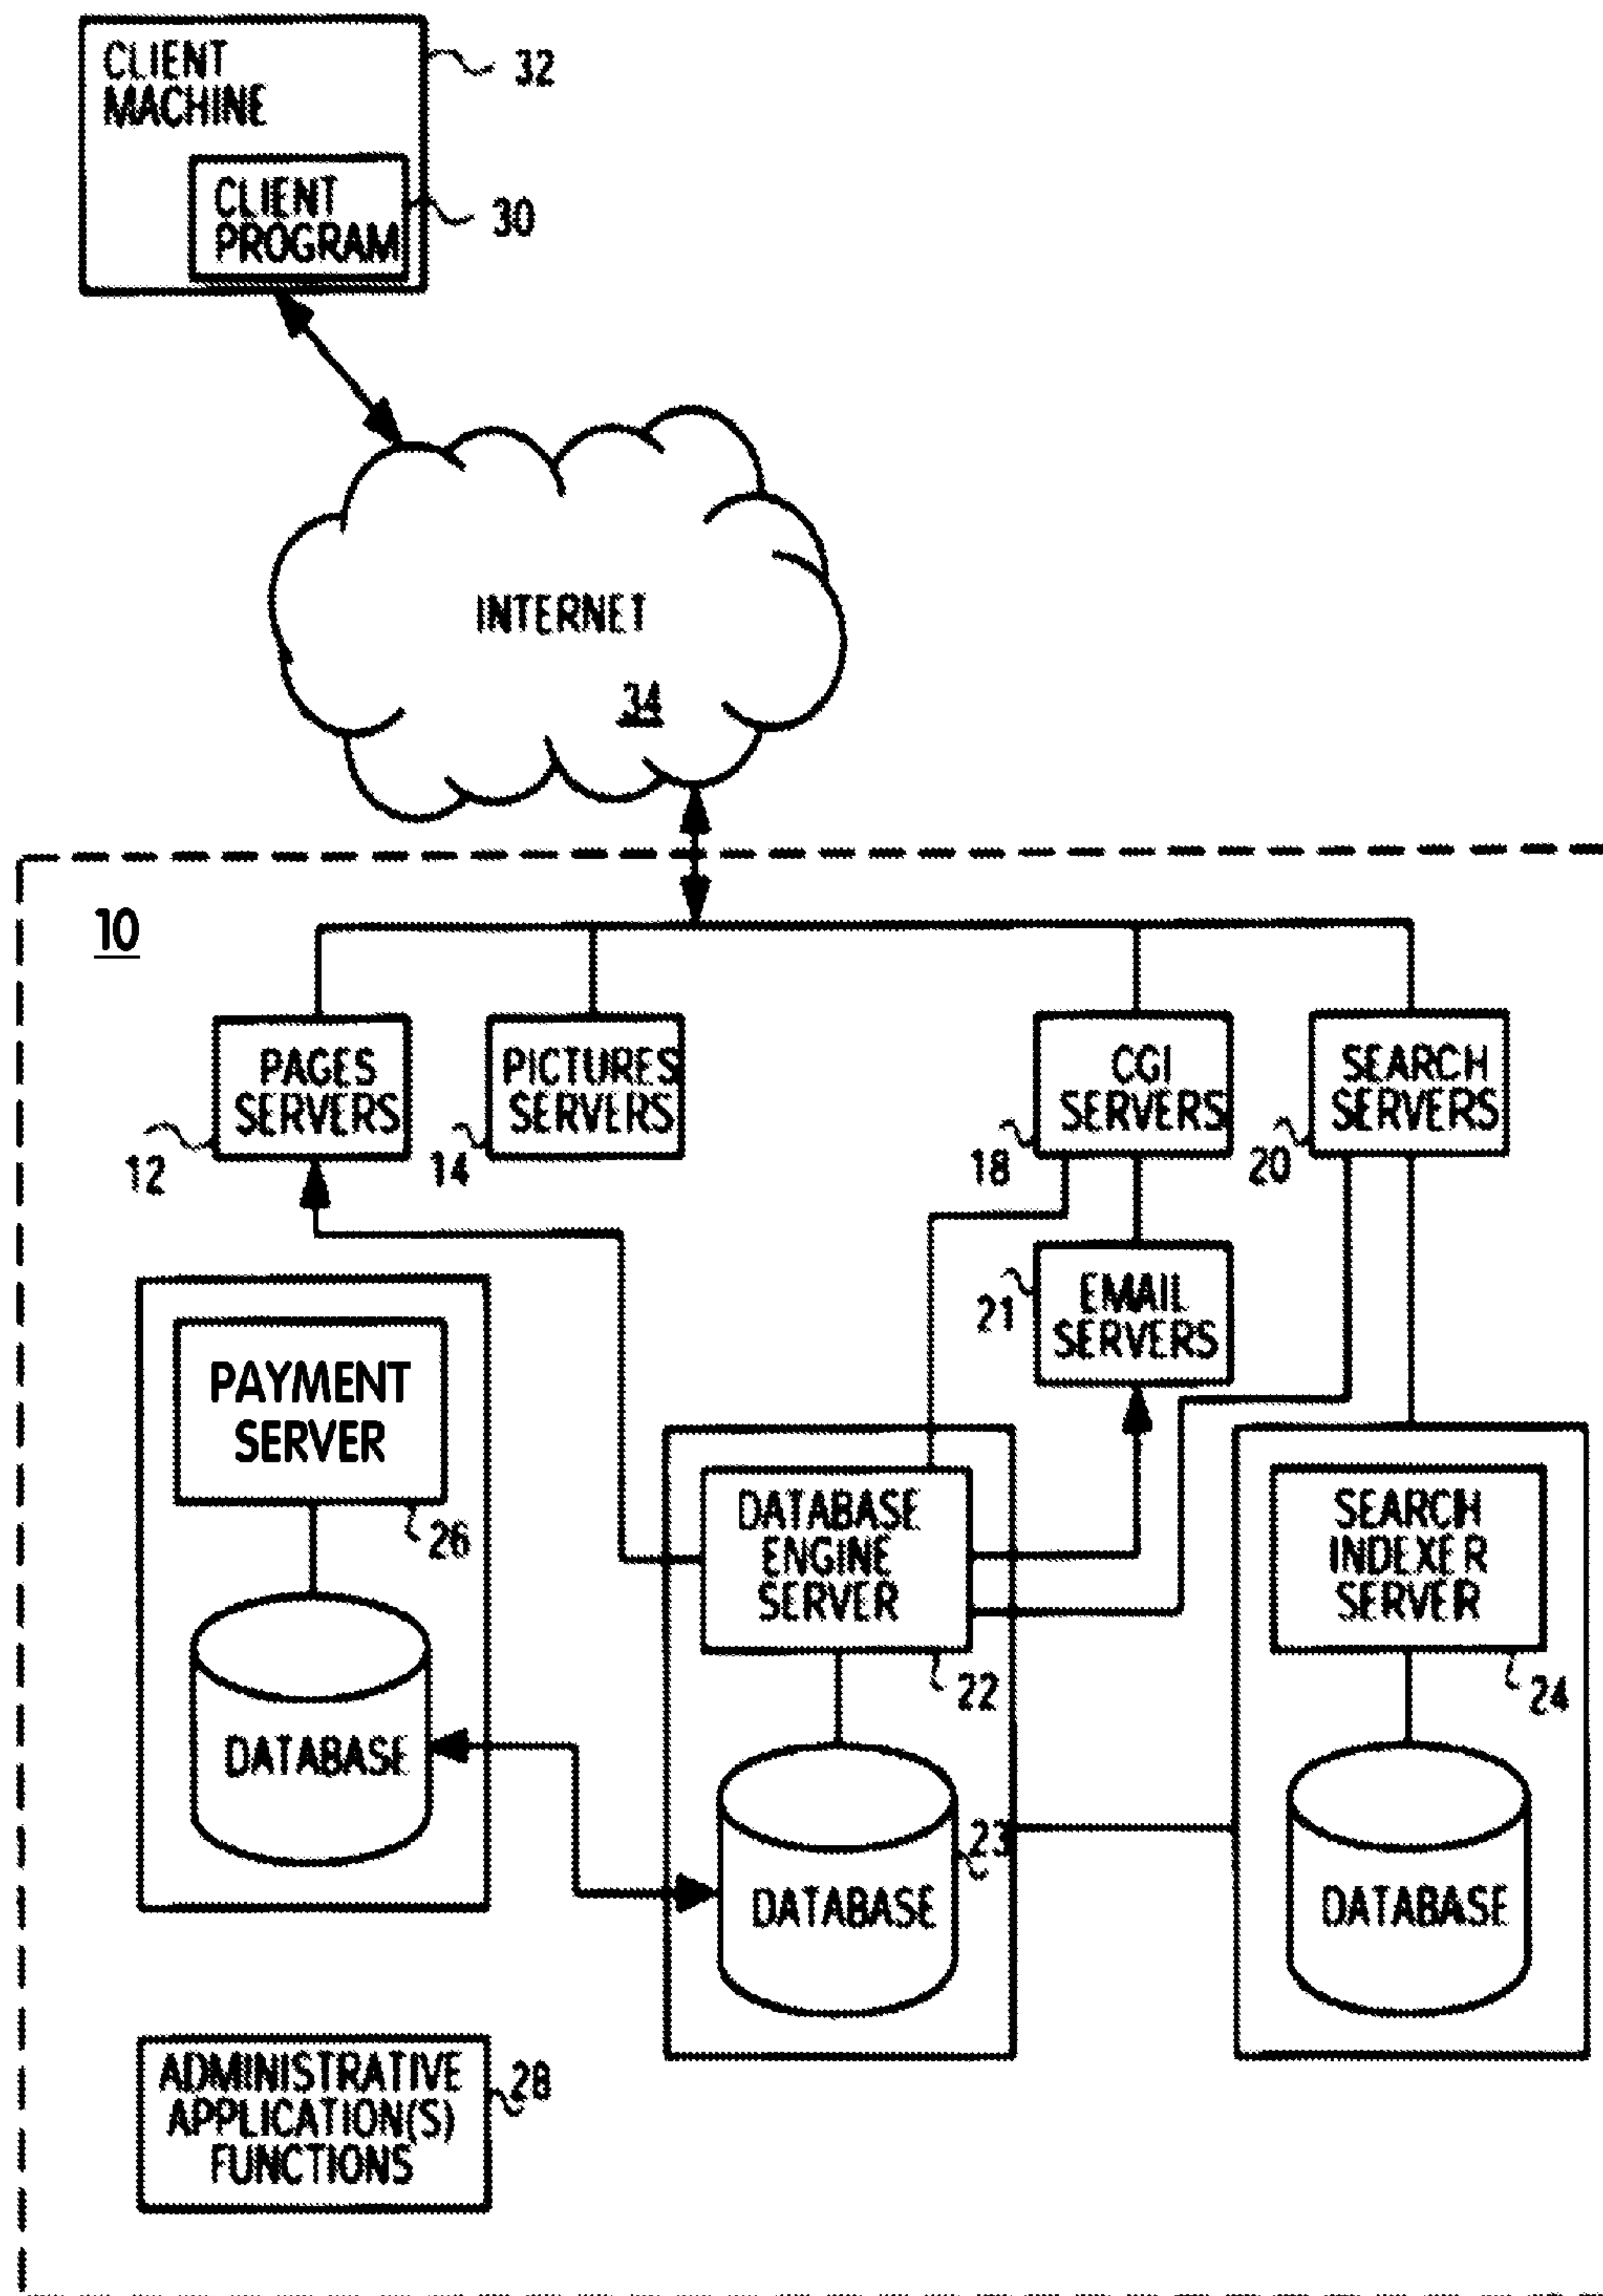 CLIENT
MACHINE
32
CLIENT
PROGRAM
30
INTERNET
34
10
PAGES
SERVERS
12
PICTURES
SERVERS
14
CGI
SERVERS
18
SEARCH
SERVERS
20
EMAIL
SERVERS
21
PAYMENT
SERVER
26
DATABASE
DATABASE
ENGINE
SERVER
22
DATABASE
23
SEARCH
INDEXER
SERVER
24
DATABASE
ADMINISTRATIVE
APPLICATION(S)
FUNCTIONS
28